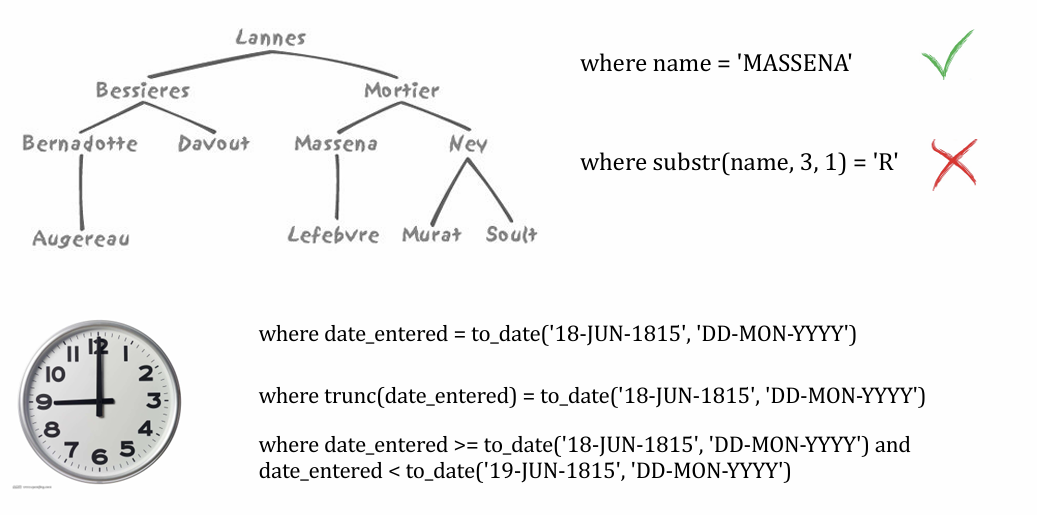 Lannes
Bessieres Mortier
Bernadotte Davout Massena Ney
Augereau Lefebvre Murat Soult
where name = 'MASSENA'
where substr(name, 3, 1) = 'R'
12
11 1
10 2
9 3
8 4
7 5
6
where date_entered = to_date('18-JUN-1815', 'DD-MON-YYYY')
where trunc(date_entered) = to_date('18-JUN-1815', 'DD-MON-YYYY')
where date_entered >= to_date('18-JUN-1815', 'DD-MON-YYYY') and
date_entered < to_date('19-JUN-1815', 'DD-MON-YYYY')